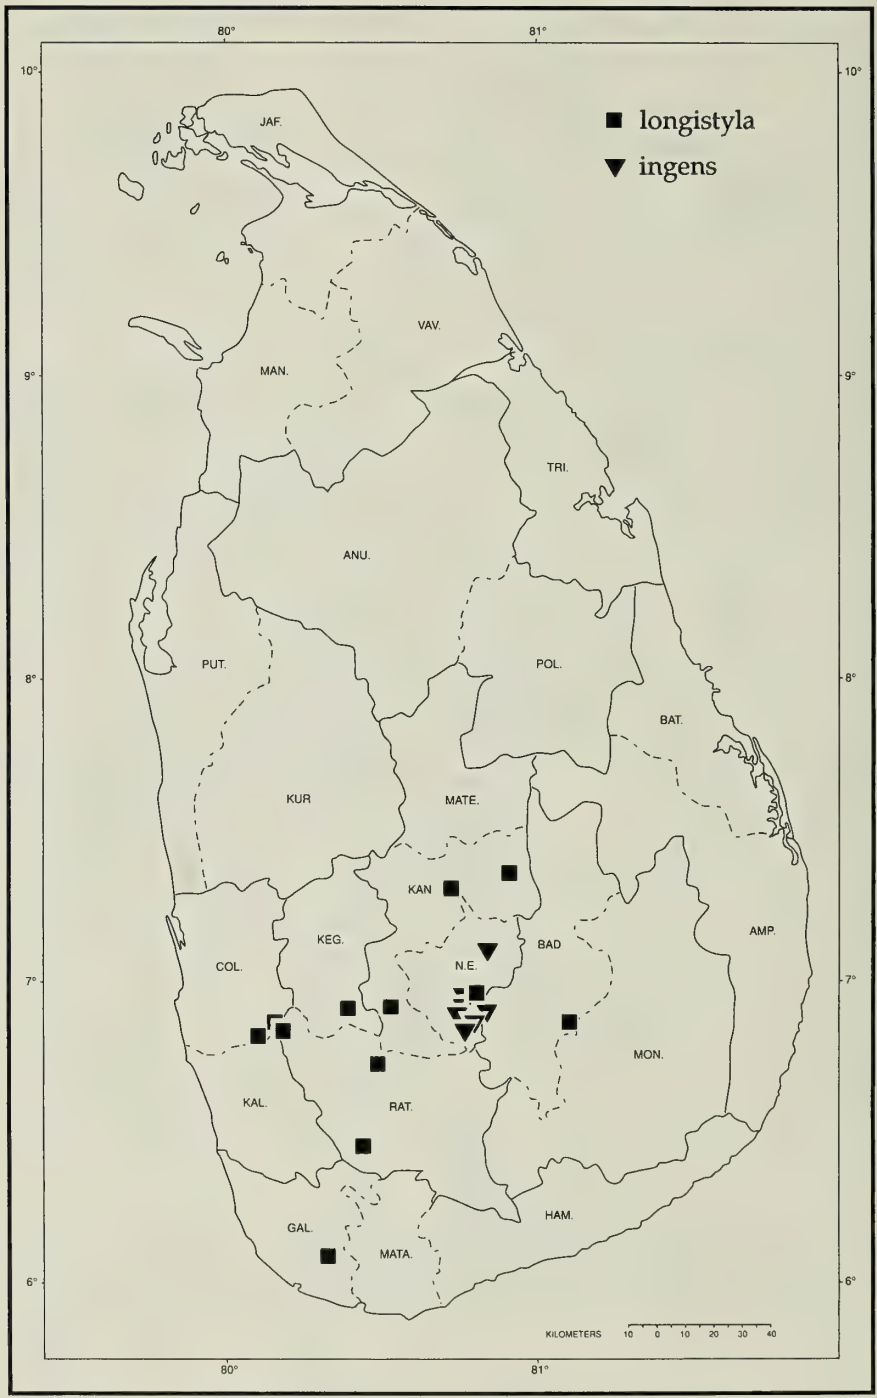 80° 81°
10° 10°
JAF.
■ longistyla
▼ ingens
VAV.
9° MAN. 9°
TRI.
ANU.
PUT. POL.
8° 8°
BAT.
KUR MATE.
KAN
KEG. BAD AMP.
COL. N.E.
7° 7°
MON.
KAL. RAT.
HAM.
GAL.
MATA.
6° 6°
KILOMETERS 10 0 10 20 30 40
80° 81°